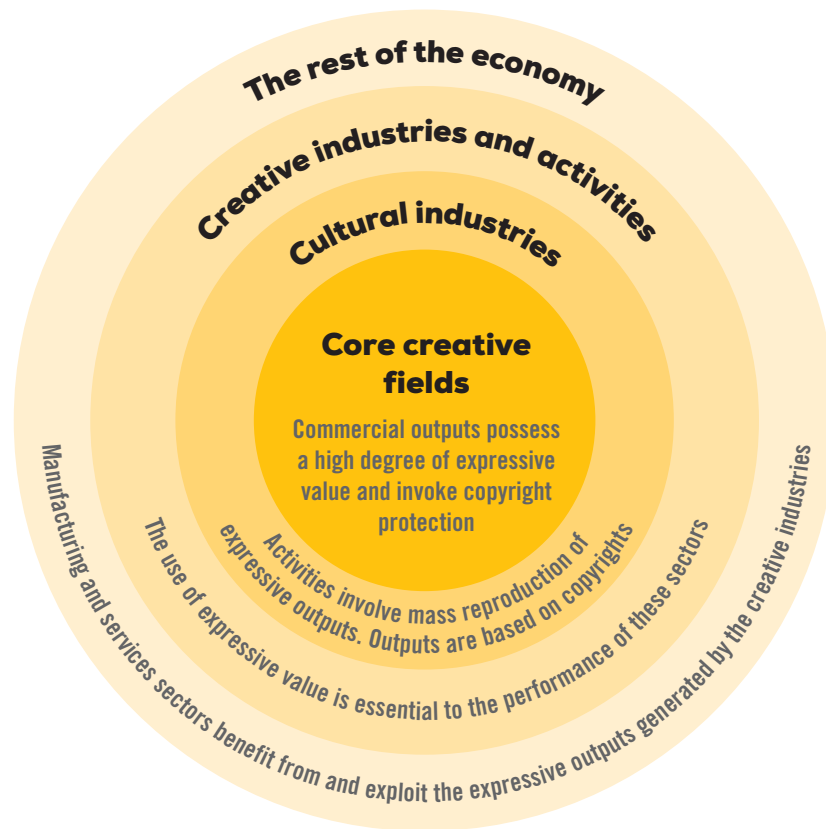 The rest of the economy
Creative industries and activities
Cultural industries
Core creative
fields
Commercial outputs possess
a high degree of expressive
value and invoke copyright
protection
Activities involve mass reproduction of
expressive outputs. Outputs are based on copyrights
The use of expressive value is essential to the performance of these sectors
Manufacturing and services sectors benefit from and exploit the expressive outputs generated by the creative industries